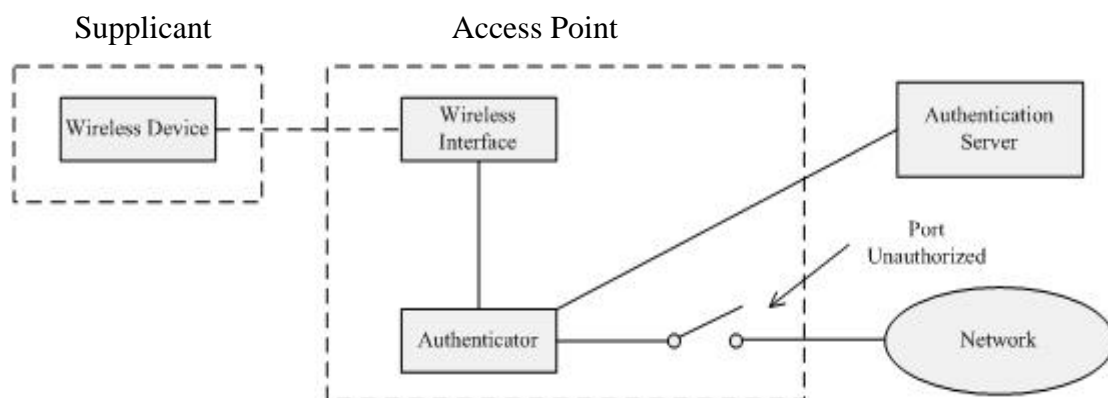 Supplicant
Access Point
Wireless Device
Wireless
Interface
Authentication
Server
Port
Unauthorized
Authenticator
Network